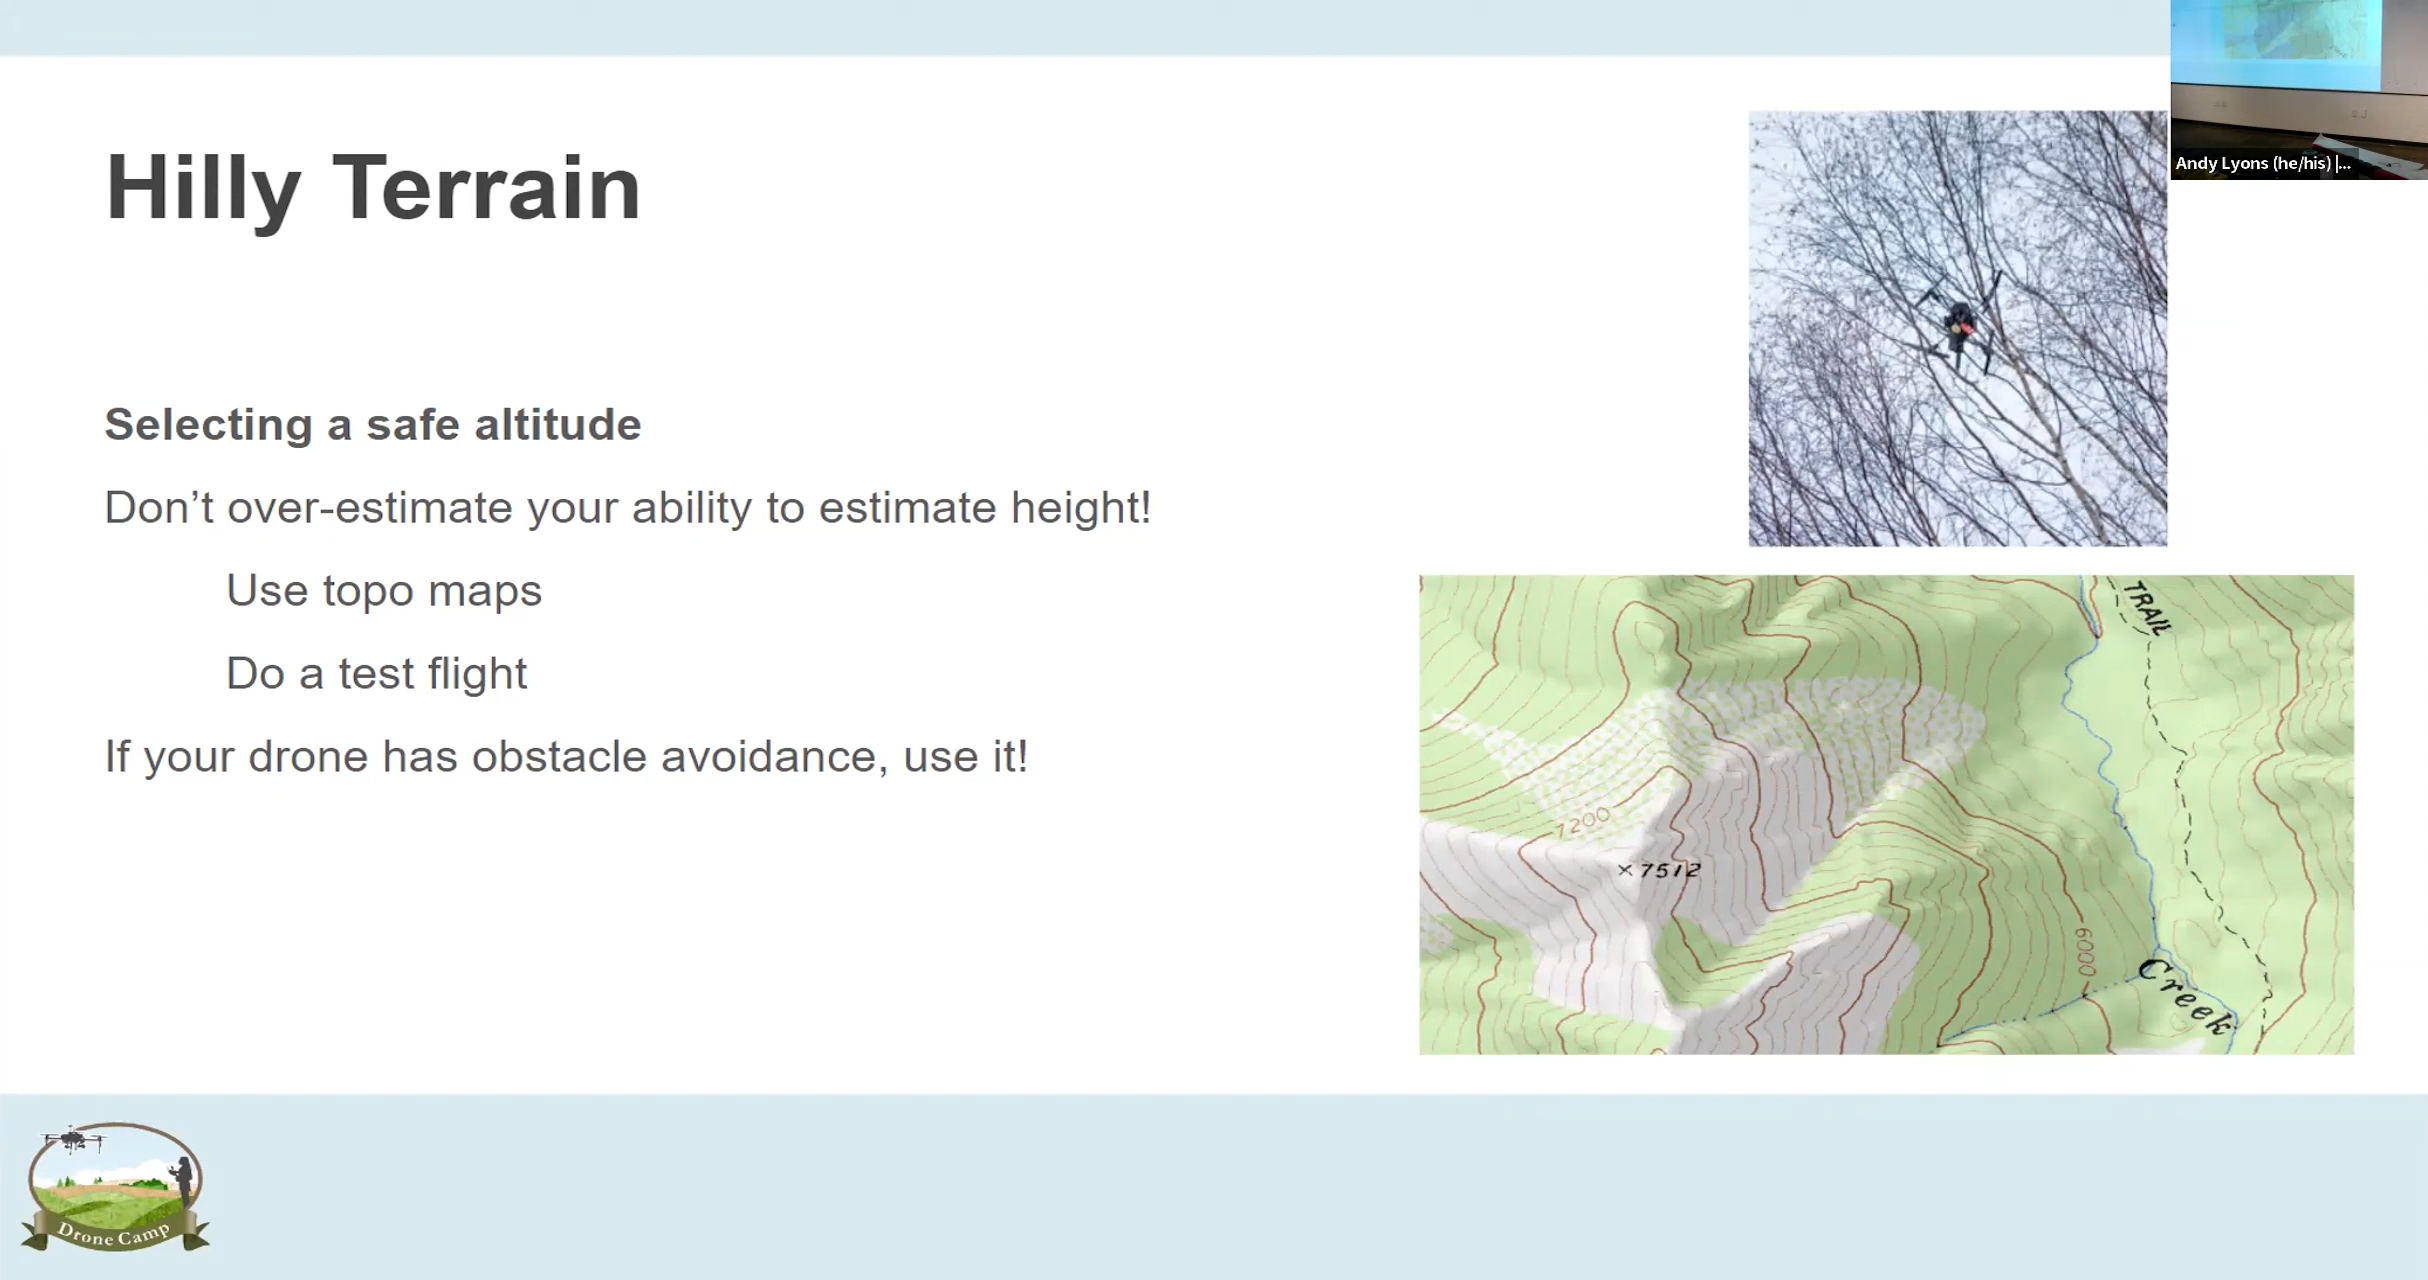 Hilly Terrain
Selecting a safe altitude
Don’t over-estimate your ability to estimate height!
Use topo maps
Do a test flight
If your drone has obstacle avoidance, use it!
Andy Lyons (he/his) |...
TRAIL
7200
×7512
6000
Creek
Drone Camp